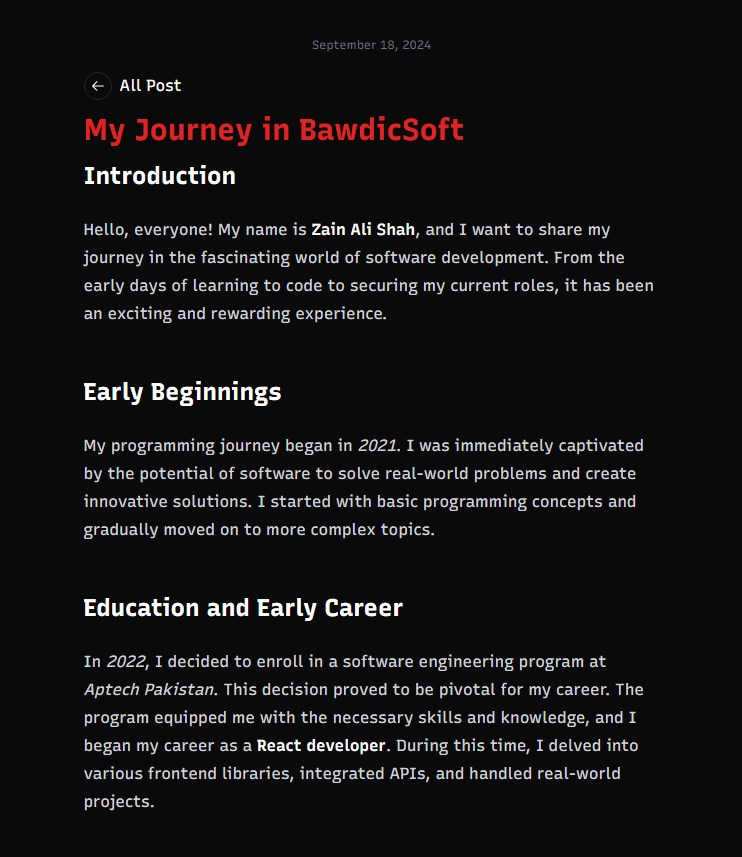 September 18, 2024
All Post
My Journey in BawdicSoft
Introduction
Hello, everyone! My name is Zain Ali Shah, and I want to share my
journey in the fascinating world of software development. From the
early days of learning to code to securing my current roles, it has been
an exciting and rewarding experience.
Early Beginnings
My programming journey began in 2021. I was immediately captivated
by the potential of software to solve real-world problems and create
innovative solutions. I started with basic programming concepts and
gradually moved on to more complex topics.
Education and Early Career
In 2022, I decided to enroll in a software engineering program at
Aptech Pakistan. This decision proved to be pivotal for my career. The
program equipped me with the necessary skills and knowledge, and I
began my career as a React developer. During this time, I delved into
various frontend libraries, integrated APIs, and handled real-world
projects.